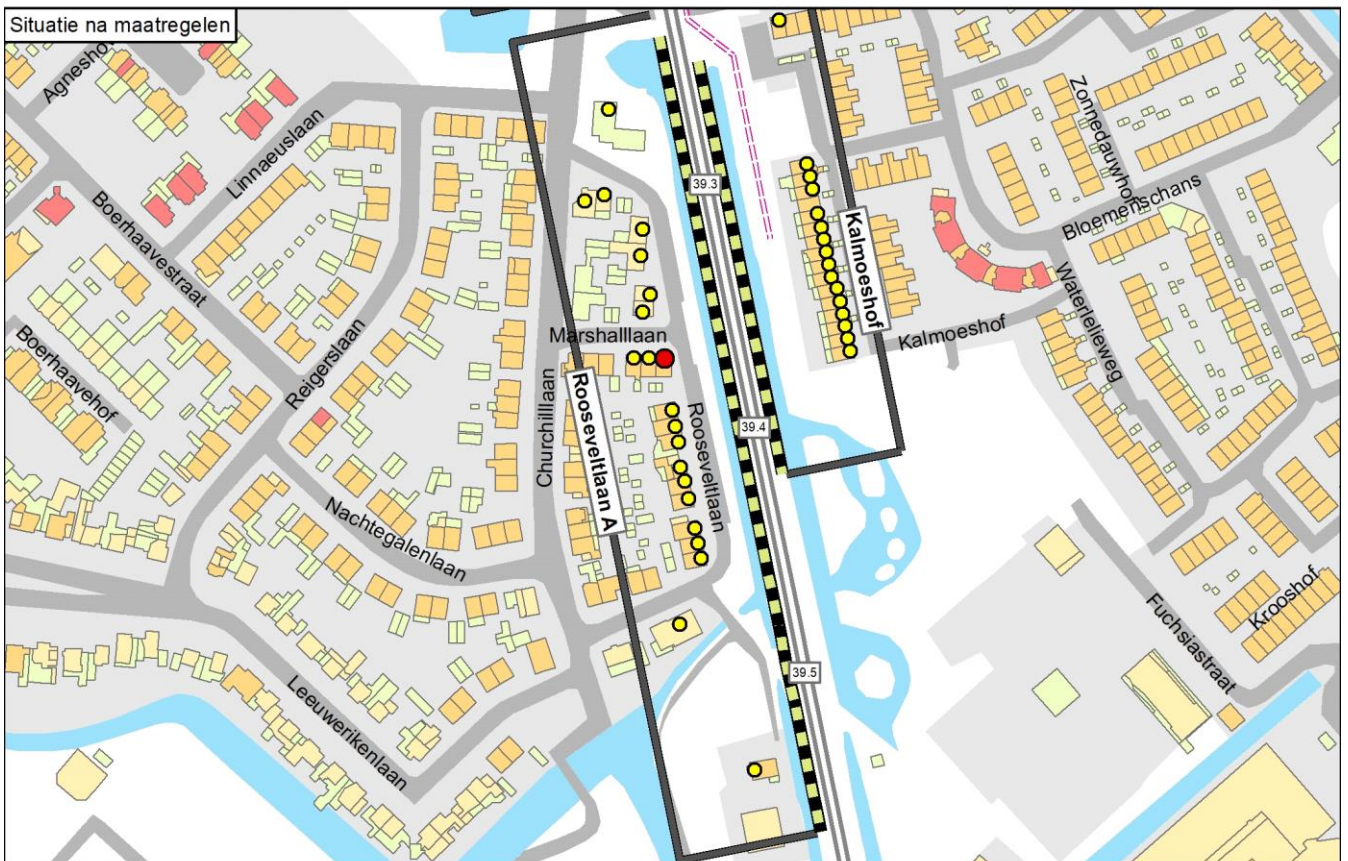 Situatie na maatregelen
Agnesho
Linnaeuslaan
Boerhaavestraat
Boerhaavehof
Reigerslaan
Nachtegalenlaan
Leeuwerikenlaan
Churchilllaan
Marshalllaan
Rooseveltlaan A
Rooseveltlaan
39.3
39.4
39.5
Kalmoeshof
Kalmoeshof
Zonnedauwhof
Bloemenschans
Waterlelieweg
Fuchsiastraat
Krooshof